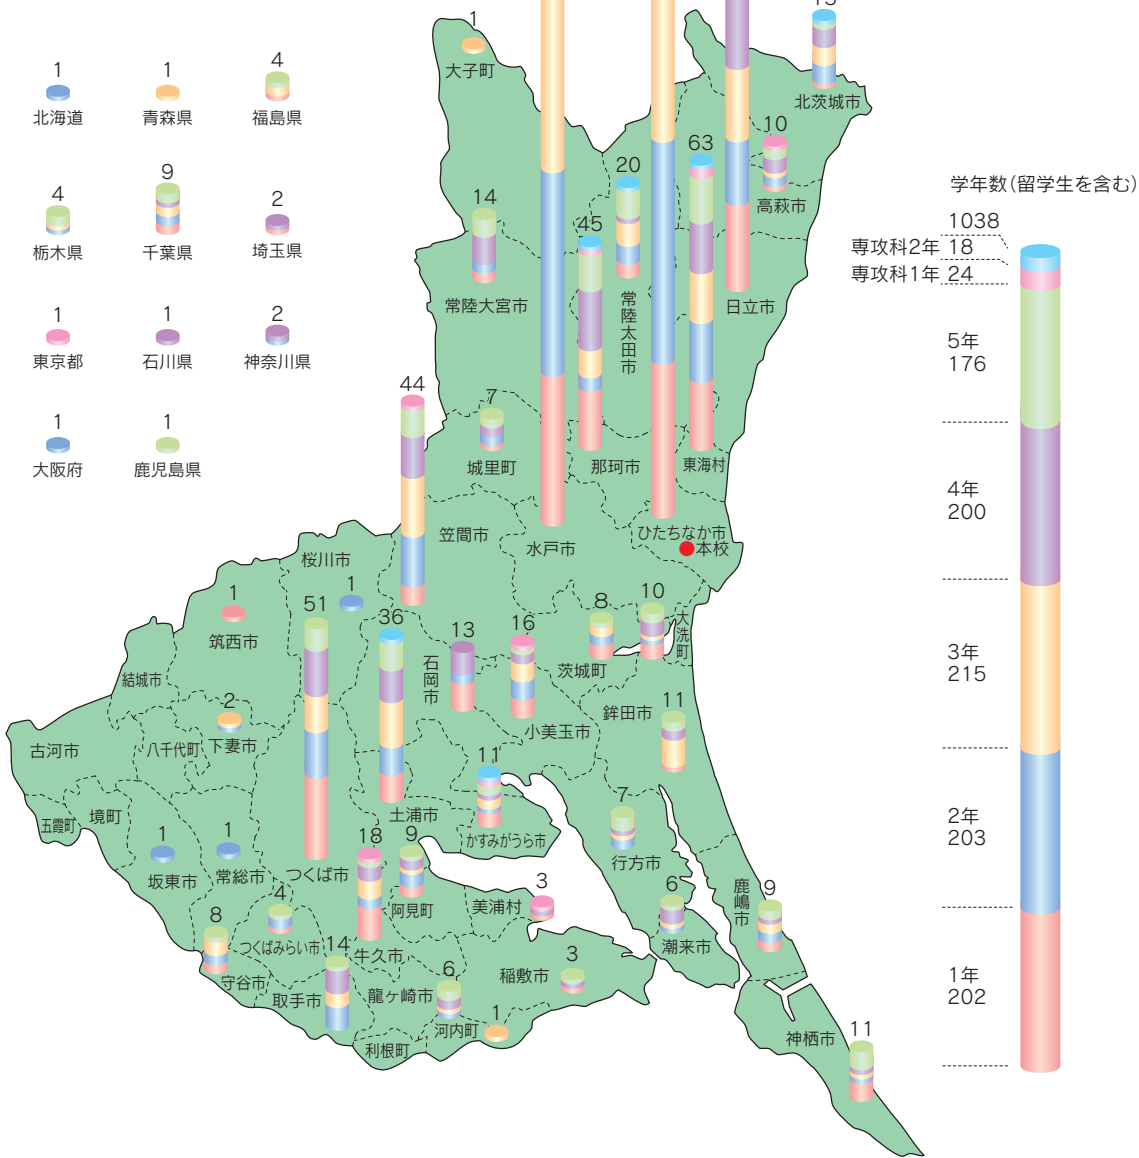 1
北海道
1
青森県
4
福島県
4
栃木県
9
千葉県
2
埼玉県
1
東京都
1
石川県
2
神奈川県
1
大阪府
1
鹿児島県
1
大子町
北茨城市
10
高萩市
63
東海村
20
常陸太田市
45
那珂市
14
常陸大宮市
日立市
7
城里町
44
笠間市
水戸市
ひたちなか市
本校
桜川市
1
1
筑西市
51
つくば市
36
土浦市
13
石岡市
16
小美玉市
8
茨城町
10
大洗町
結城市
2
下妻市
八千代町
古河市
五霞町
境町
1
坂東市
1
常総市
11
かすみがうら市
11
鉾田市
7
行方市
18
牛久市
9
阿見町
3
美浦村
6
潮来市
9
鹿嶋市
4
つくばみらい市
8
守谷市
14
取手市
6
龍ヶ崎市
3
稲敷市
1
河内町
利根町
11
神栖市
学年数(留学生を含む)
1038
専攻科2年 18
専攻科1年 24
5年
176
4年
200
3年
215
2年
203
1年
202